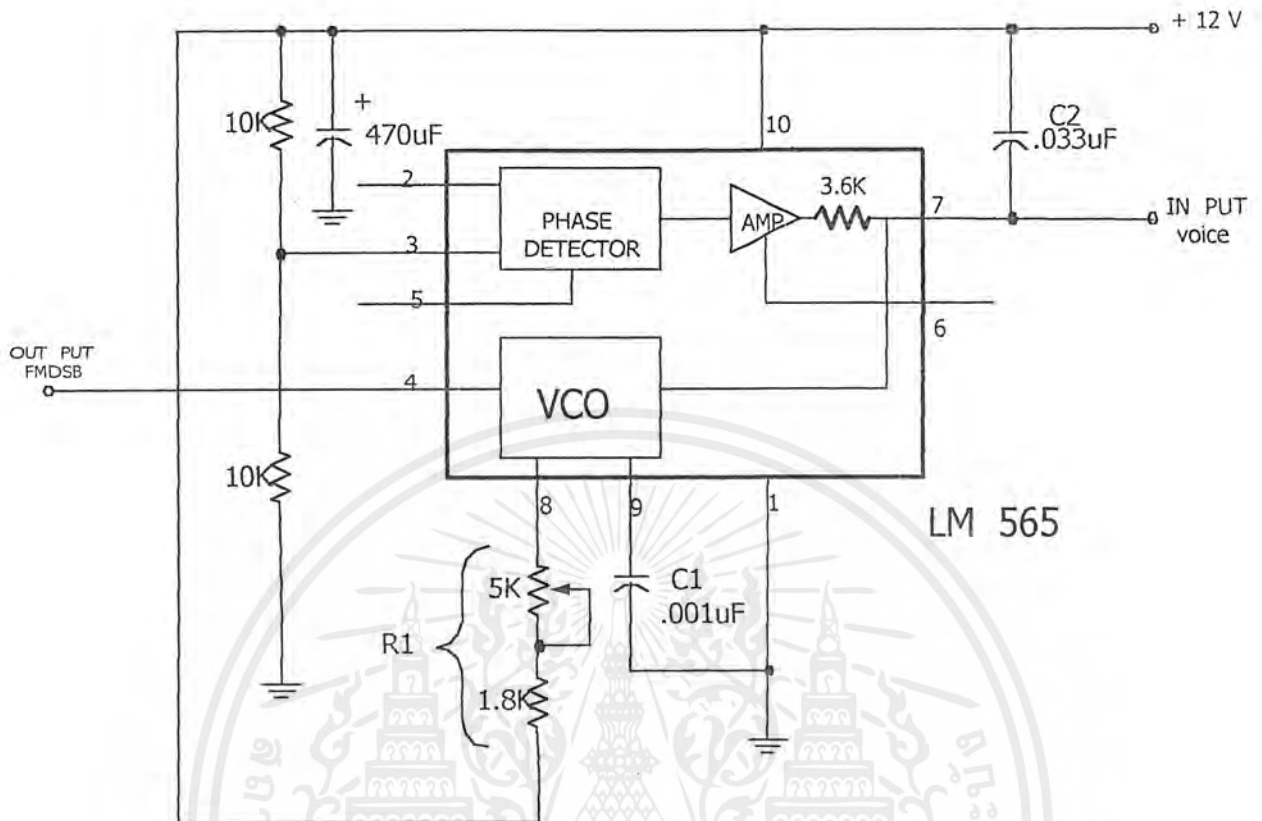 + 12 V
10K
+
470uF
10
C2
.033uF
2
3.6K
7
IN PUT
voice
PHASE
DETECTOR
AMP
3
5
6
OUT PUT
FMDSB
4
VCO
10K
8
9
1
LM 565
5K
C1
.001uF
R1
1.8K